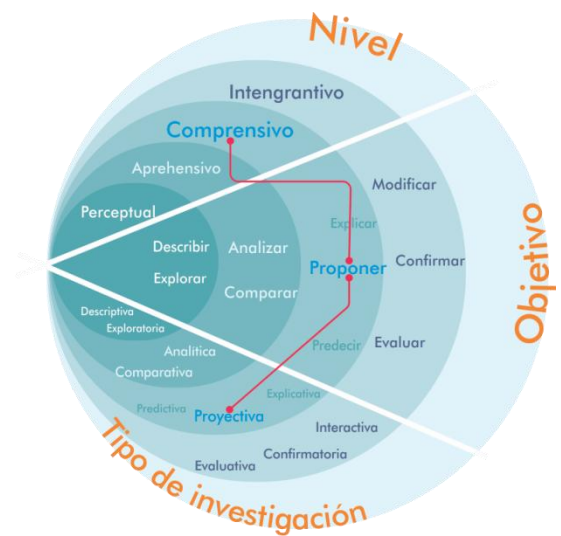 Nivel
Intengrantivo
Comprensivo
Aprehensivo
Perceptual
Modificar
Explicar
Describir
Analizar
Proponer
Confirmar
Explorar
Comparar
Objetivo
Predecir
Evaluar
Descriptiva
Exploratoria
Analítica
Comparativa
Predictiva
Explicativa
Proyectiva
Interactiva
Confirmatoria
Evaluativa
Tipo de investigación